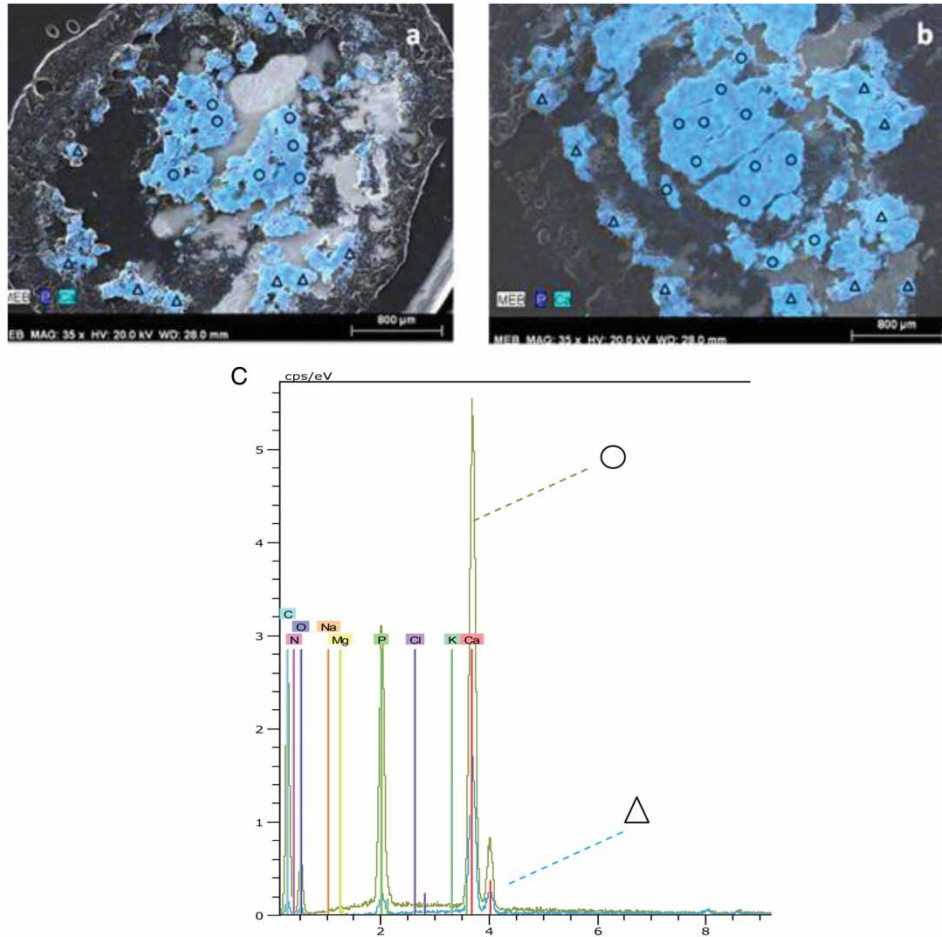 a
MEB P Ca
800 µm
EB MAG: 35 x HV: 20.0 kV WD: 28.0 mm
b
MEB P Ca
800 µm
MEB MAG: 35 x HV: 20.0 kV WD: 28.0 mm
C
cps/eV
5
4
3
2
1
0
C
O Na
N Mg P Cl K Ca
2 4 6 8